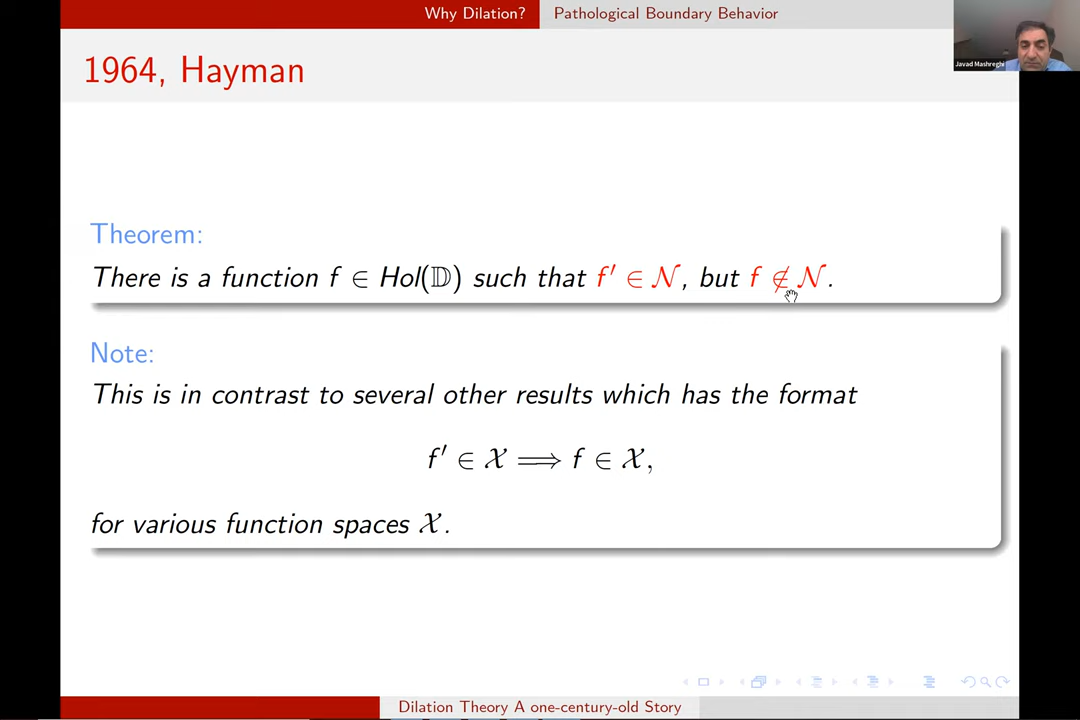 Why Dilation? Pathological Boundary Behavior
Javad Mashreghi
1964, Hayman
Theorem:
There is a function f ∈ Hol(𝔻) such that f′ ∈ 𝒩, but f ∉ 𝒩.
Note:
This is in contrast to several other results which has the format
f′ ∈ 𝒳 ⟹ f ∈ 𝒳,
for various function spaces 𝒳.
Dilation Theory A one-century-old Story